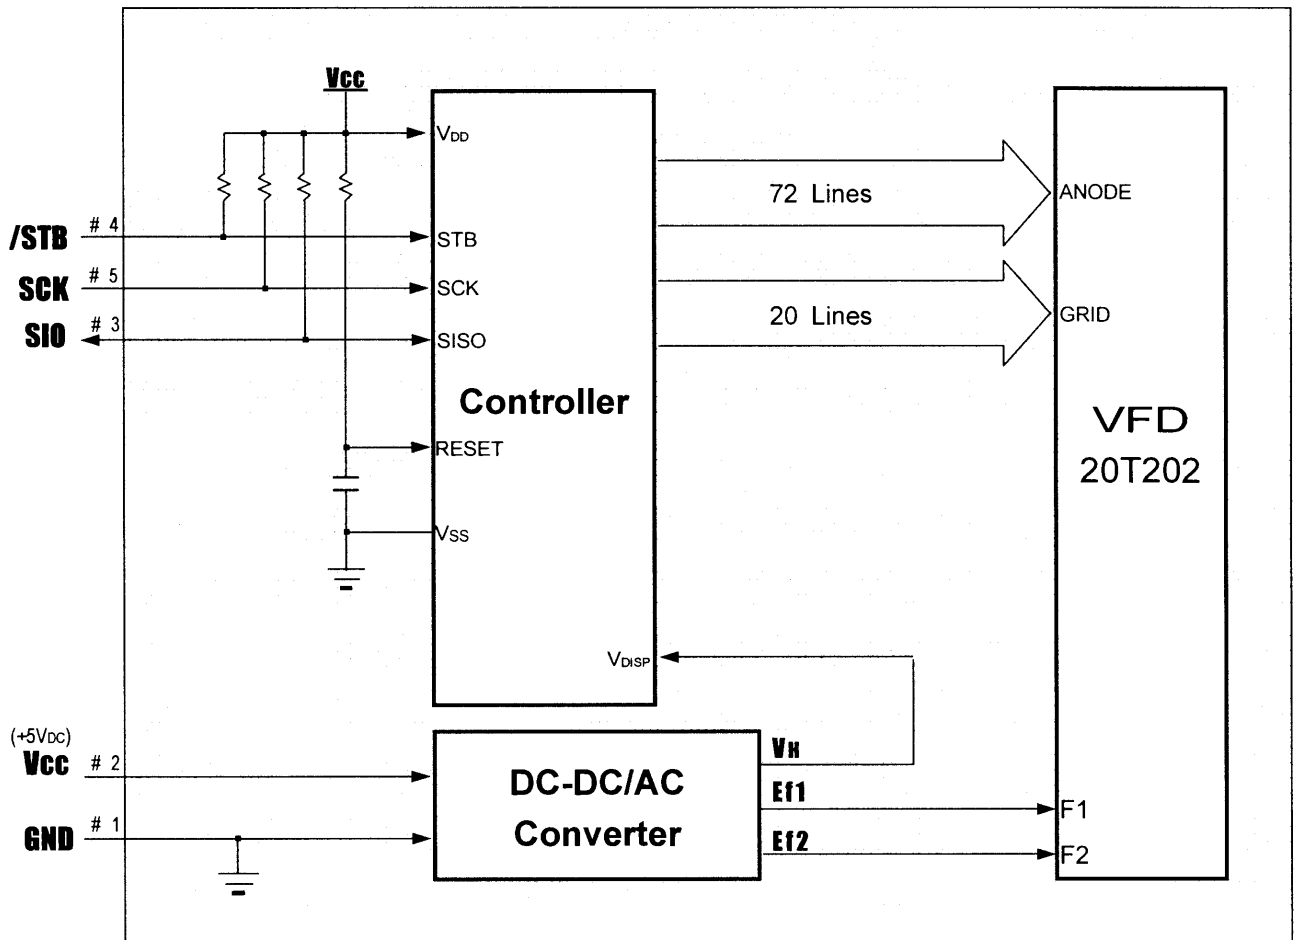 Vcc
VDD
# 4
/STB
STB
# 5
SCK
SCK
# 3
SIO
SISO
72 Lines
ANODE
20 Lines
GRID
Controller
VFD
20T202
RESET
VSS
VDISP
(+5VDC)
Vcc
# 2
GND
# 1
DC-DC/AC
Converter
VH
Ef1
Ef2
F1
F2